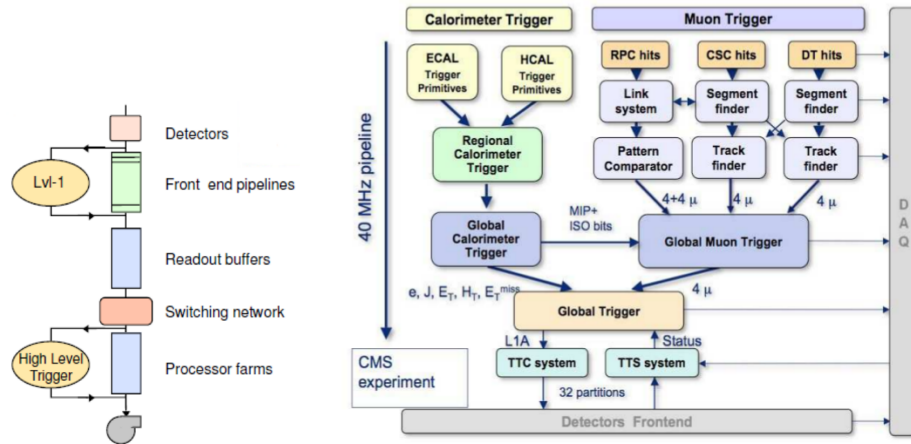 Detectors
Lvl-1
Front end pipelines
Readout buffers
Switching network
High Level
Trigger
Processor farms
Calorimeter Trigger
Muon Trigger
40 MHz pipeline
ECAL
Trigger
Primitives
HCAL
Trigger
Primitives
RPC hits
CSC hits
DT hits
Link
system
Segment
finder
Segment
finder
Regional
Calorimeter
Trigger
Pattern
Comparator
Track
finder
Track
finder
4+4 μ
4 μ
4 μ
Global
Calorimeter
Trigger
MIP+
ISO bits
Global Muon Trigger
e, J, E_T, H_T, E_T^miss
4 μ
Global Trigger
L1A
Status
TTC system
TTS system
CMS
experiment
32 partitions
Detectors Frontend
D
A
Q